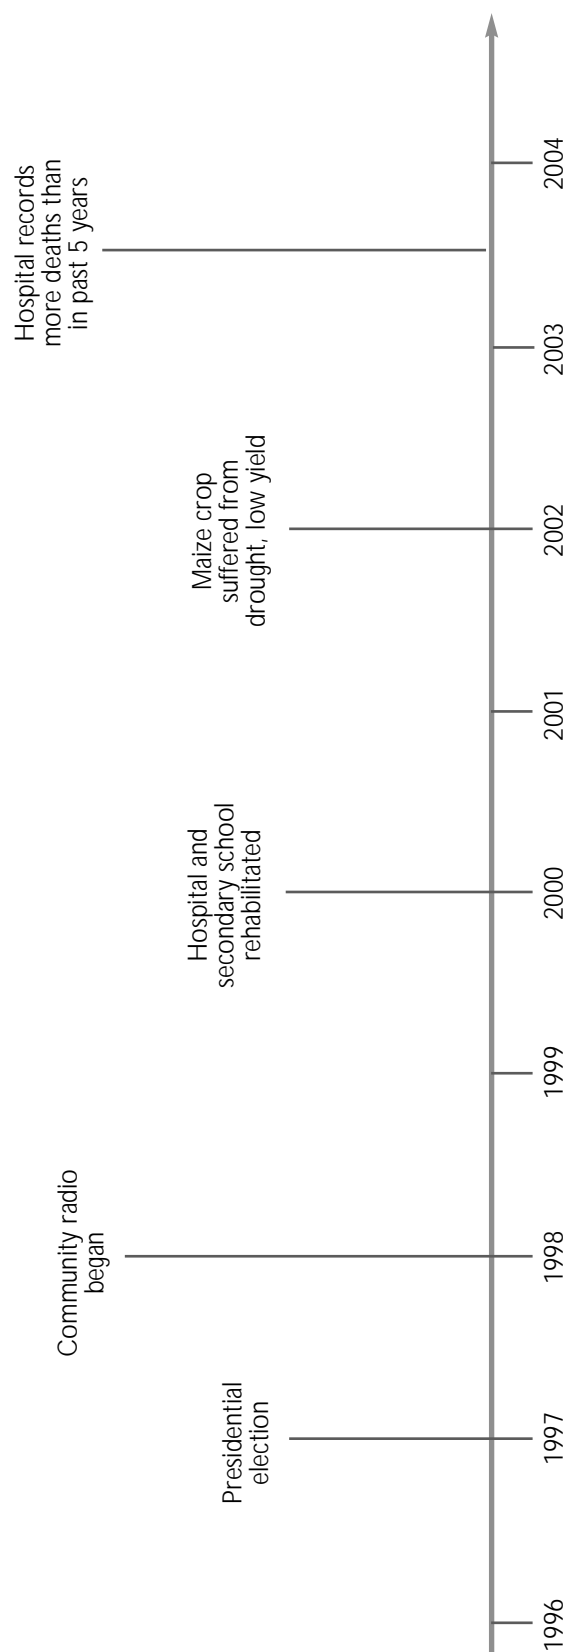 Hospital records
more deaths than
in past 5 years
Maize crop
suffered from
drought, low yield
Hospital and
secondary school
rehabilitated
Community radio
began
Presidential
election
1996
1997
1998
1999
2000
2001
2002
2003
2004